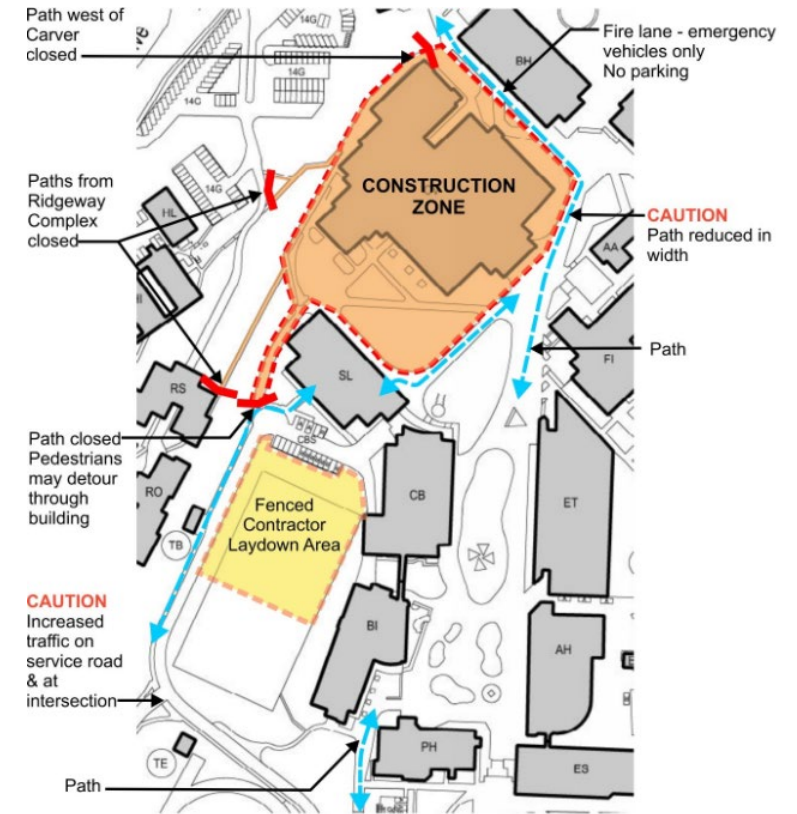 Path west of
Carver
closed
Fire lane - emergency
vehicles only
No parking
14G
14G
14C
BH
Paths from
Ridgeway
Complex
closed
14G
HL
CONSTRUCTION
ZONE
CAUTION
Path reduced in
width
AA
Path
FI
RS
SL
Path closed
Pedestrians
may detour
through
building
CBS
CB
ET
RO
Fenced
Contractor
Laydown Area
TB
CAUTION
Increased
traffic on
service road
& at
intersection
BI
AH
TE
PH
ES
Path